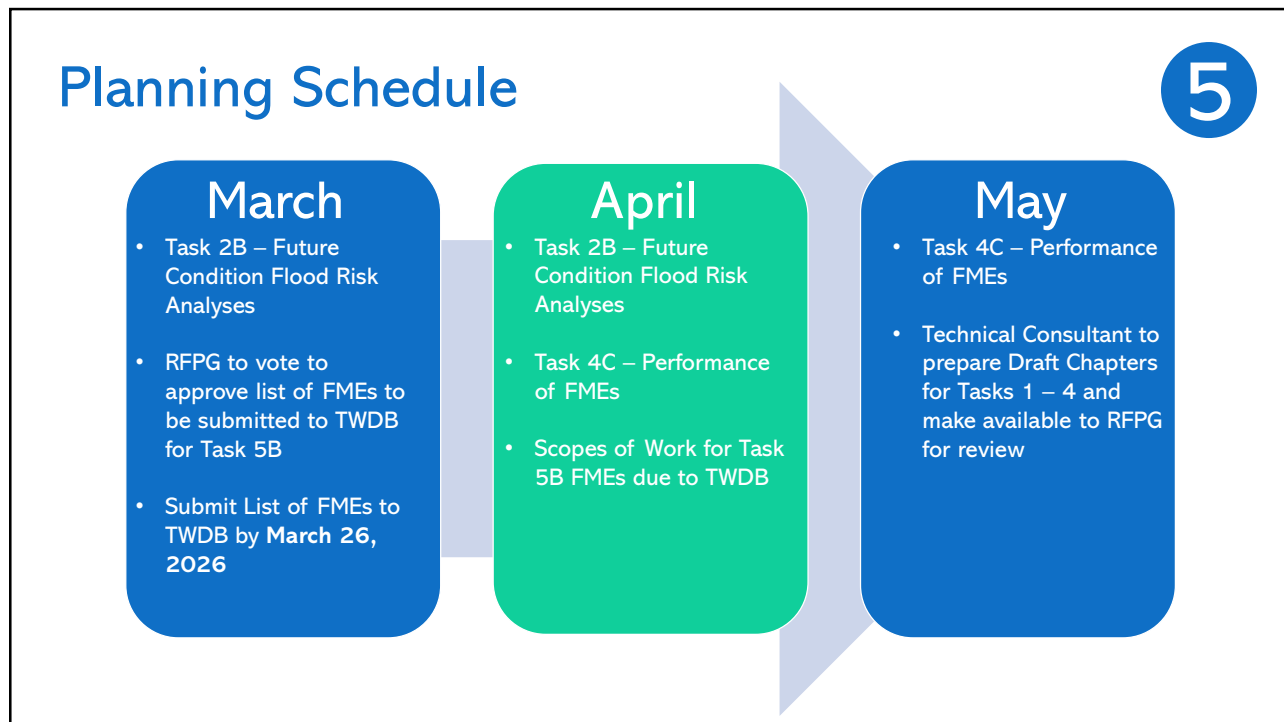 Planning Schedule
5
March
• Task 2B – Future
Condition Flood Risk
Analyses
• RFPG to vote to
approve list of FMEs to
be submitted to TWDB
for Task 5B
• Submit List of FMEs to
TWDB by March 26,
2026
April
• Task 2B – Future
Condition Flood Risk
Analyses
• Task 4C – Performance
of FMEs
• Scopes of Work for Task
5B FMEs due to TWDB
May
• Task 4C – Performance
of FMEs
• Technical Consultant to
prepare Draft Chapters
for Tasks 1 – 4 and
make available to RFPG
for review